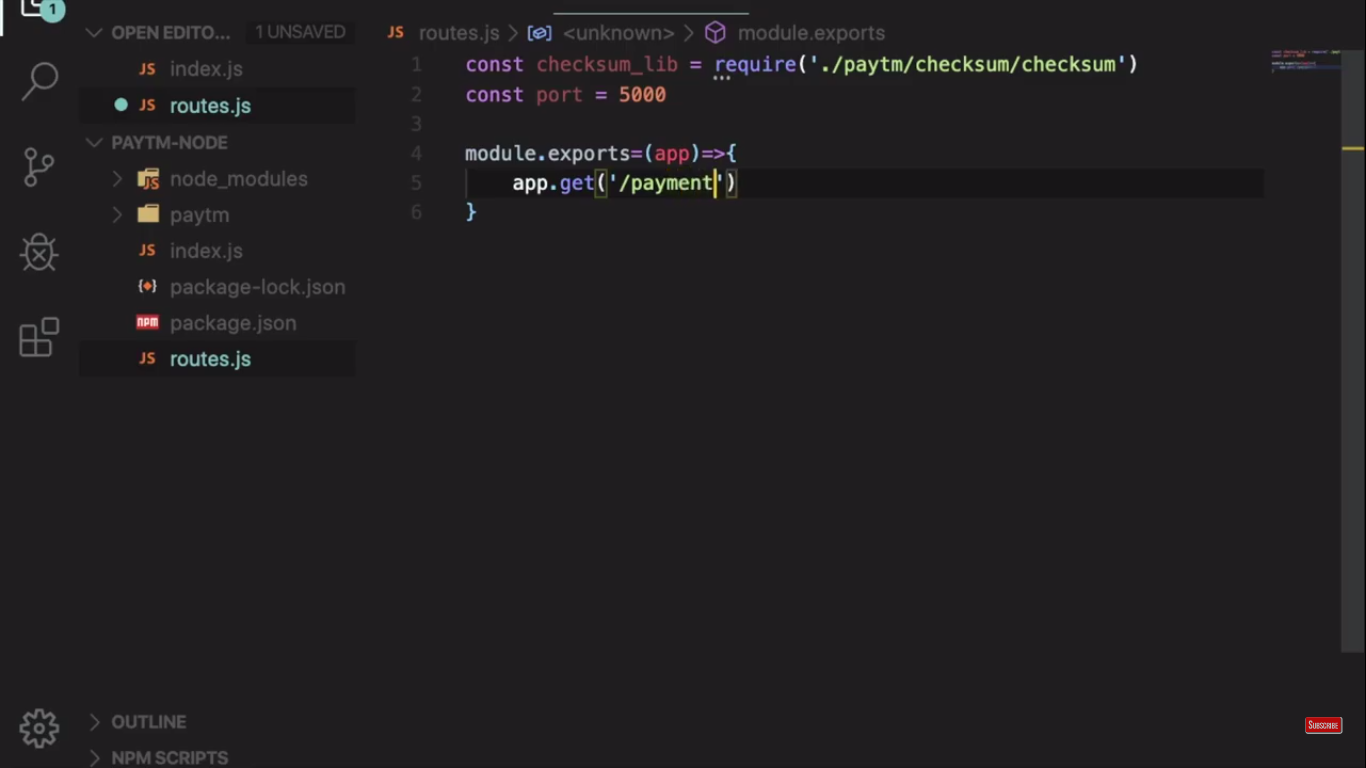 1
OPEN EDITO... 1 UNSAVED
JS index.js
JS routes.js
PAYTM-NODE
JS node_modules
paytm
JS index.js
package-lock.json
npm package.json
JS routes.js
OUTLINE
NPM SCRIPTS
JS routes.js > <unknown> > module.exports
1 const checksum_lib = require('./paytm/checksum/checksum')
2 const port = 5000
3
4 module.exports=(app)=>{
5 app.get('/payment')
6 }
SUBSCRIBE